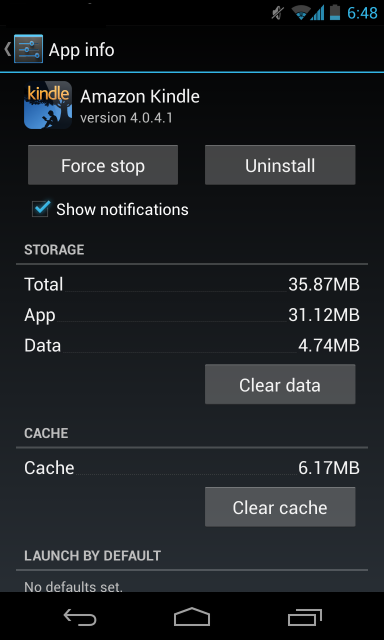 6:48
App info
kindle
Amazon Kindle
version 4.0.4.1
Force stop
Uninstall
Show notifications
STORAGE
Total 35.87MB
App 31.12MB
Data 4.74MB
Clear data
CACHE
Cache 6.17MB
Clear cache
LAUNCH BY DEFAULT
No defaults set.